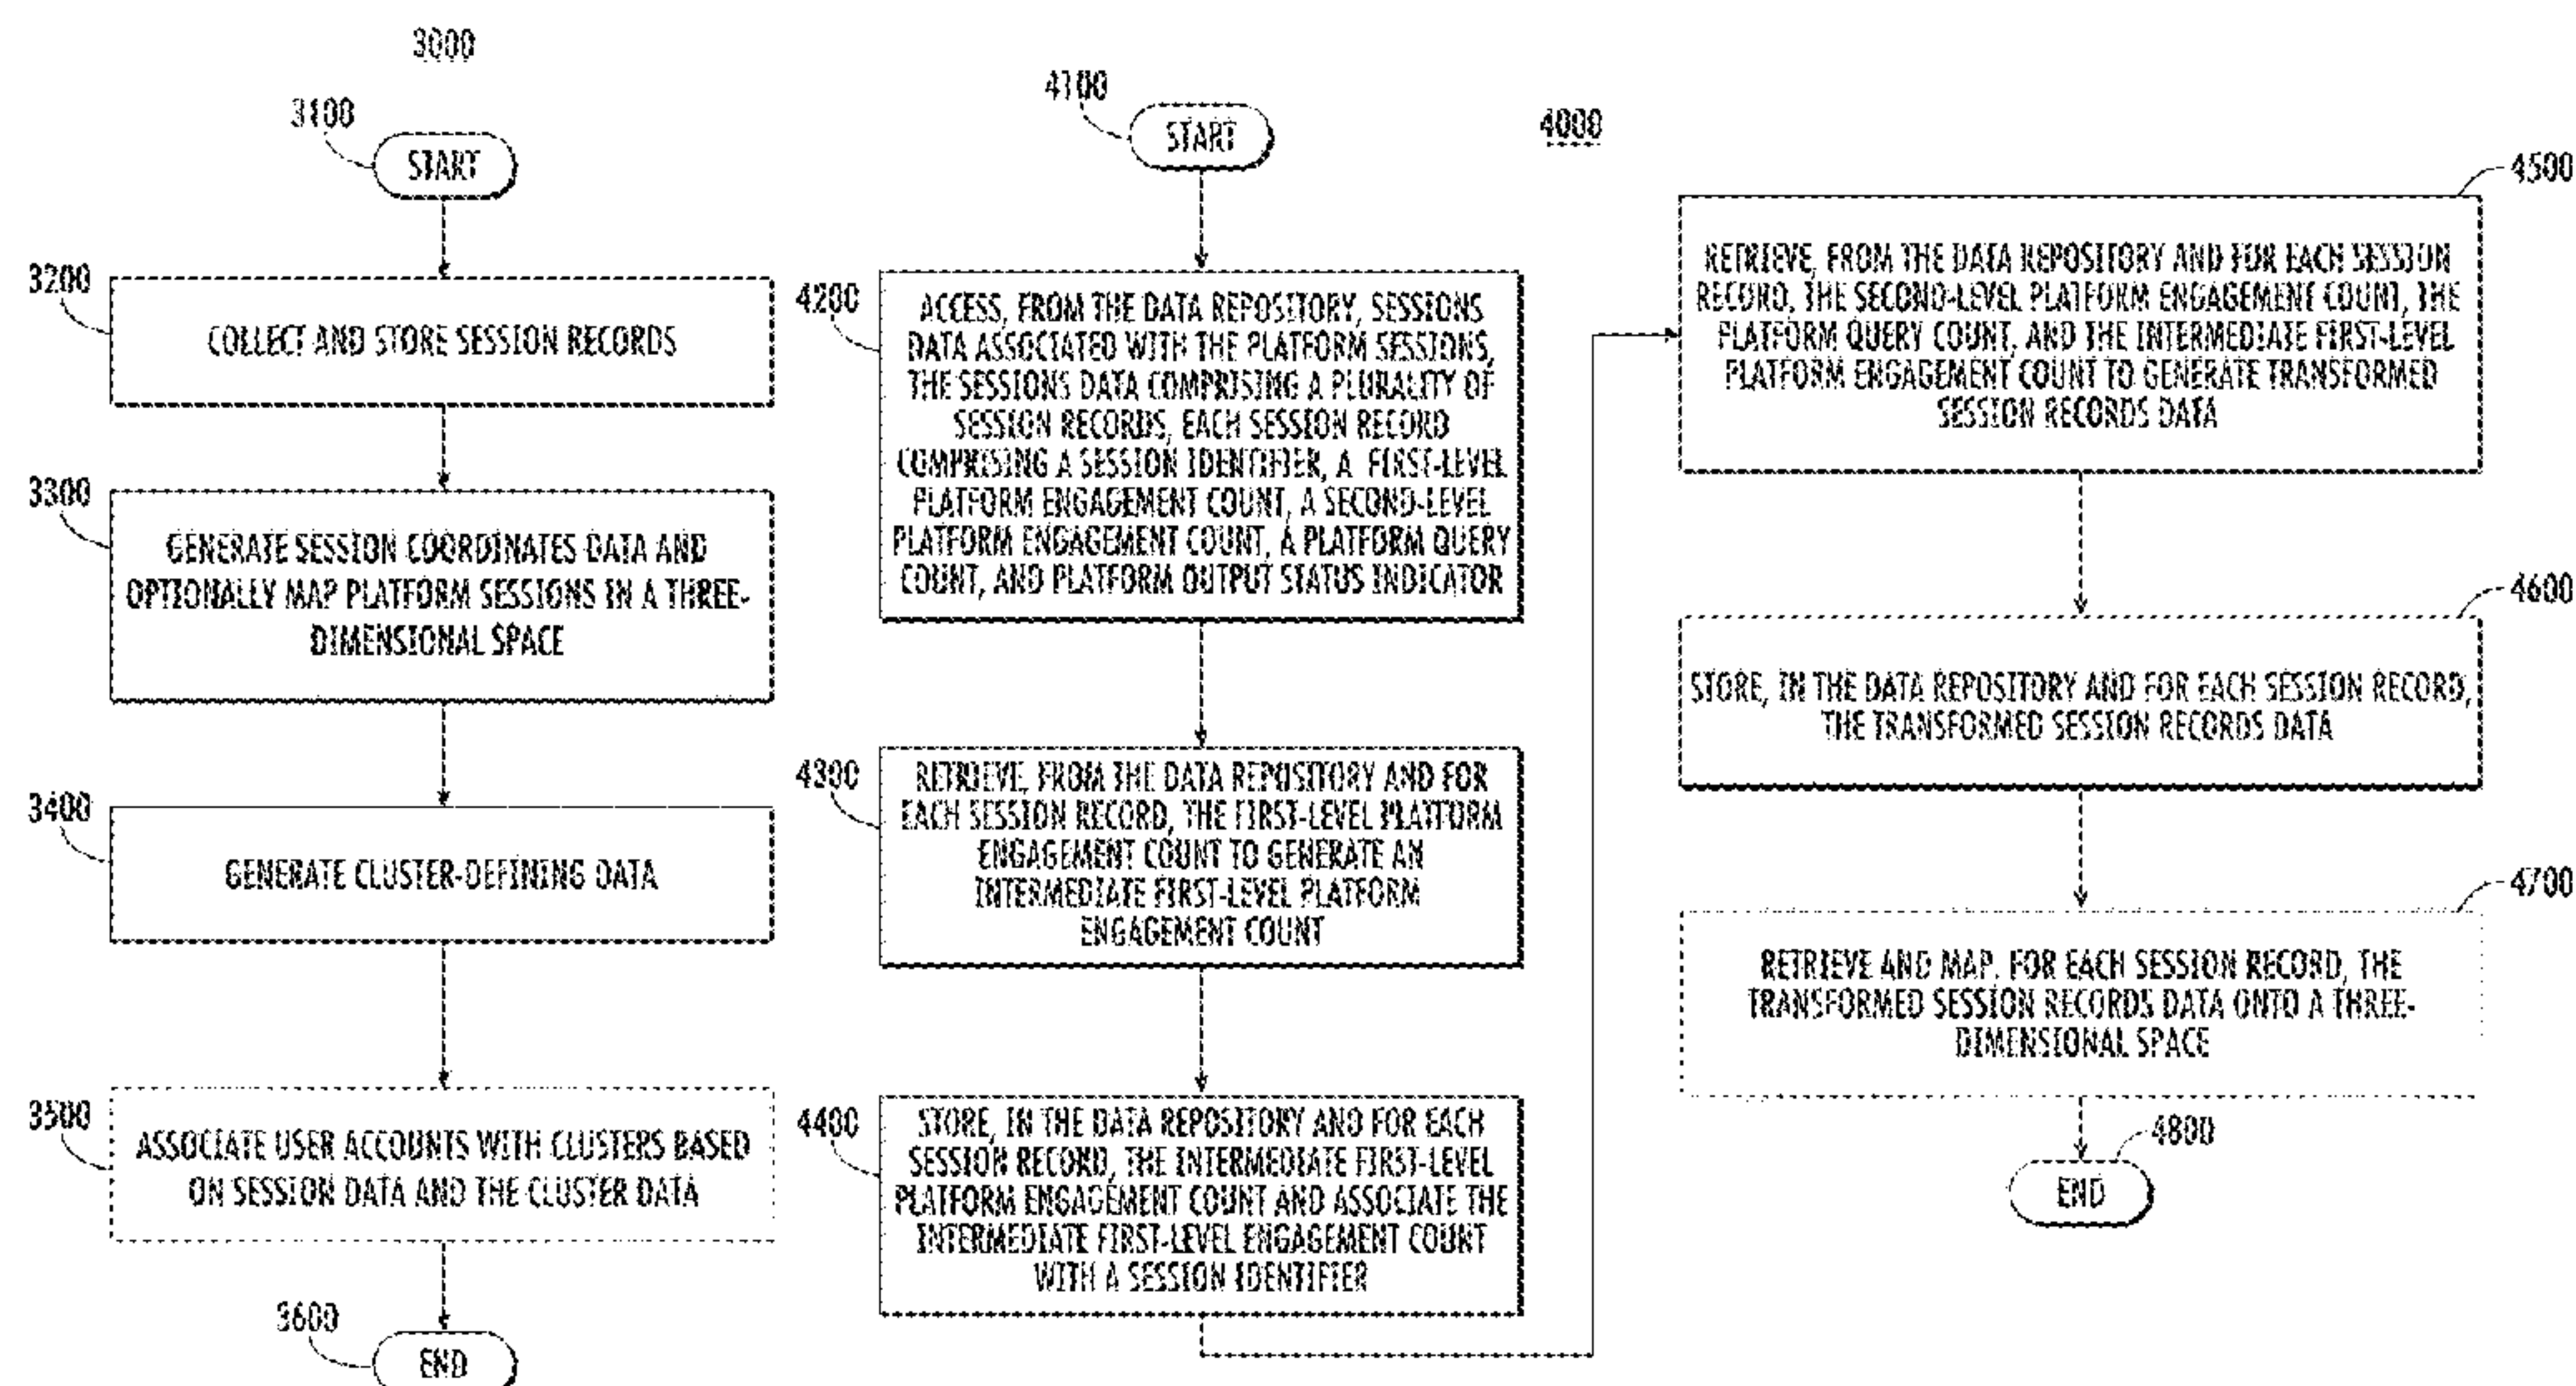 3000
3100
START
3200
COLLECT AND STORE SESSION RECORDS
3300
GENERATE SESSION COORDINATES DATA AND
OPTIONALLY MAP PLATFORM SESSIONS IN A THREE-
DIMENSIONAL SPACE
3400
GENERATE CLUSTER-DEFINING DATA
3500
ASSOCIATE USER ACCOUNTS WITH CLUSTERS BASED
ON SESSION DATA AND THE CLUSTER DATA
3600
END
4000
4100
START
4200
ACCESS, FROM THE DATA REPOSITORY, SESSIONS
DATA ASSOCIATED WITH THE PLATFORM SESSIONS,
THE SESSIONS DATA COMPRISING A PLURALITY OF
SESSION RECORDS, EACH SESSION RECORD
COMPRISING A SESSION IDENTIFIER, A FIRST-LEVEL
PLATFORM ENGAGEMENT COUNT, A SECOND-LEVEL
PLATFORM ENGAGEMENT COUNT, A PLATFORM QUERY
COUNT, AND PLATFORM OUTPUT STATUS INDICATOR
4300
RETRIEVE, FROM THE DATA REPOSITORY AND FOR
EACH SESSION RECORD, THE FIRST-LEVEL PLATFORM
ENGAGEMENT COUNT TO GENERATE AN
INTERMEDIATE FIRST-LEVEL PLATFORM
ENGAGEMENT COUNT
4400
STORE, IN THE DATA REPOSITORY AND FOR EACH
SESSION RECORD, THE INTERMEDIATE FIRST-LEVEL
PLATFORM ENGAGEMENT COUNT AND ASSOCIATE THE
INTERMEDIATE FIRST-LEVEL ENGAGEMENT COUNT
WITH A SESSION IDENTIFIER
4500
RETRIEVE, FROM THE DATA REPOSITORY AND FOR EACH SESSION
RECORD, THE SECOND-LEVEL PLATFORM ENGAGEMENT COUNT, THE
PLATFORM QUERY COUNT, AND THE INTERMEDIATE FIRST-LEVEL
PLATFORM ENGAGEMENT COUNT TO GENERATE TRANSFORMED
SESSION RECORDS DATA
4600
STORE, IN THE DATA REPOSITORY AND FOR EACH SESSION RECORD,
THE TRANSFORMED SESSION RECORDS DATA
4700
RETRIEVE AND MAP, FOR EACH SESSION RECORD, THE
TRANSFORMED SESSION RECORDS DATA ONTO A THREE-
DIMENSIONAL SPACE
4800
END